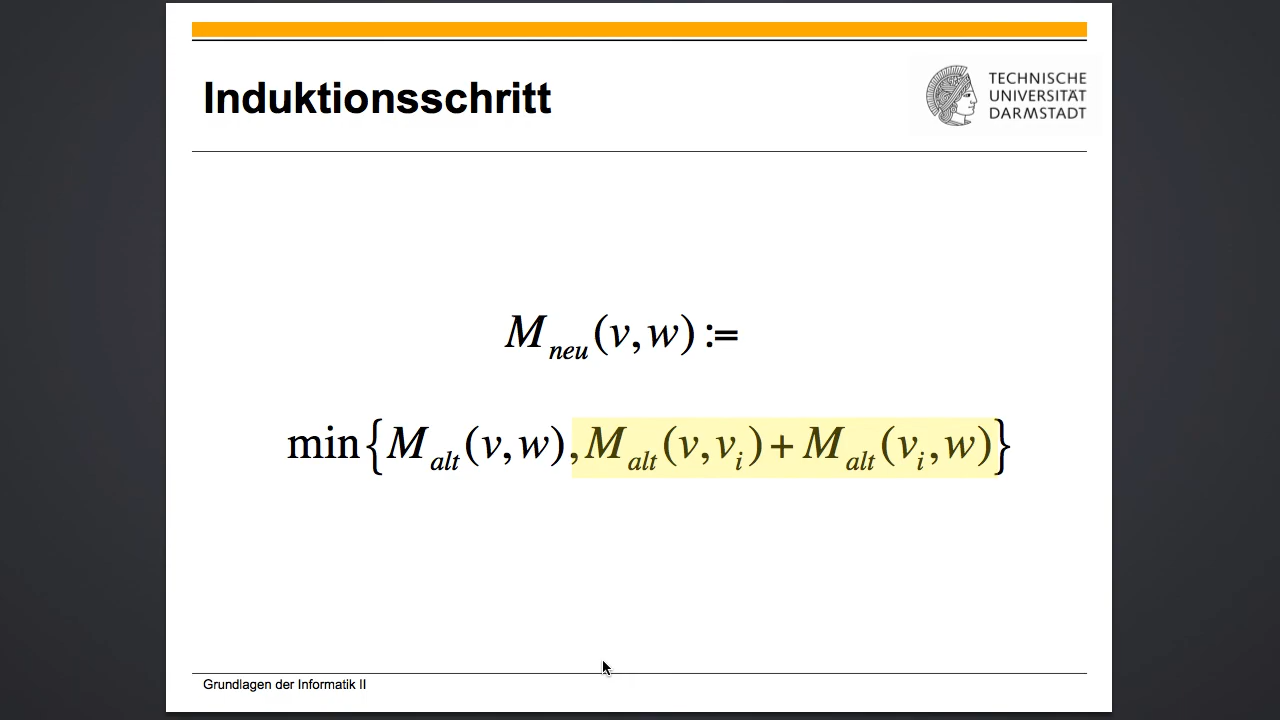 Induktionsschritt
TECHNISCHE
UNIVERSITÄT
DARMSTADT
M_neu(v,w) :=
min{M_alt(v,w),M_alt(v,v_i)+M_alt(v_i,w)}
Grundlagen der Informatik II